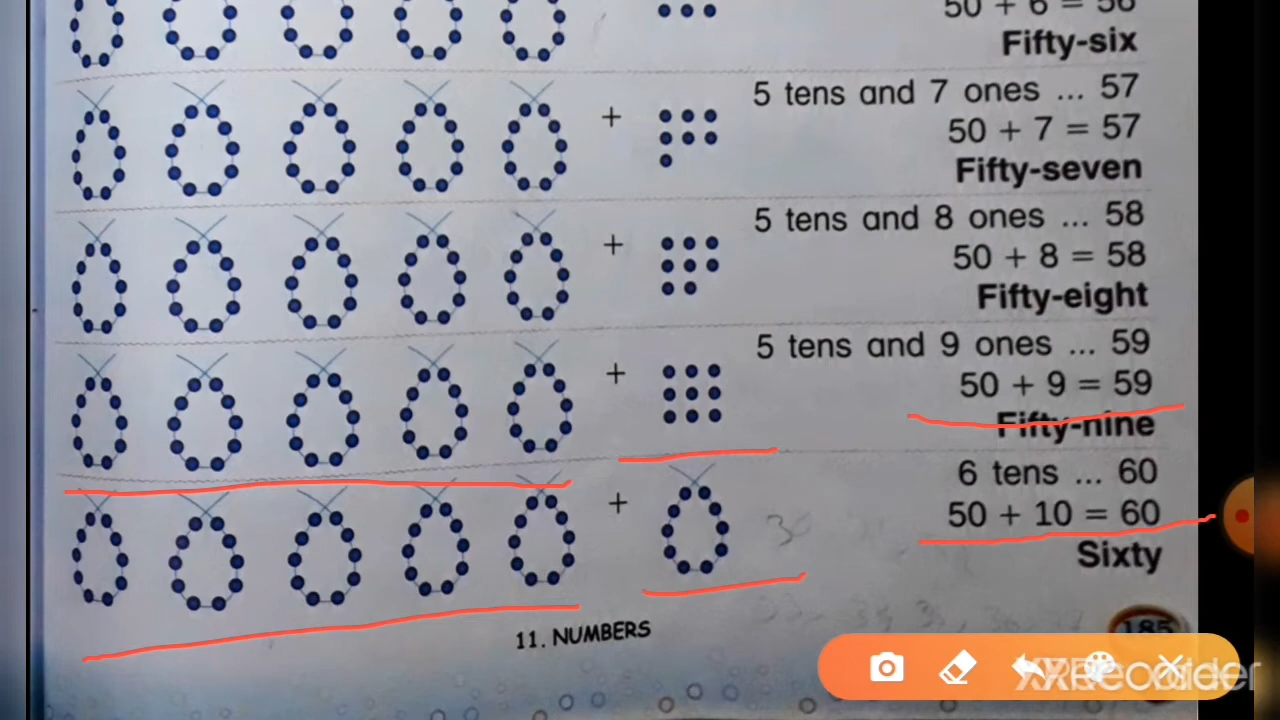 50 + 6 = 56
Fifty-six
+
5 tens and 7 ones ... 57
50 + 7 = 57
Fifty-seven
+
5 tens and 8 ones ... 58
50 + 8 = 58
Fifty-eight
+
5 tens and 9 ones ... 59
50 + 9 = 59
Fifty-nine
+
6 tens ... 60
50 + 10 = 60
Sixty
11. NUMBERS
185
XRecorder